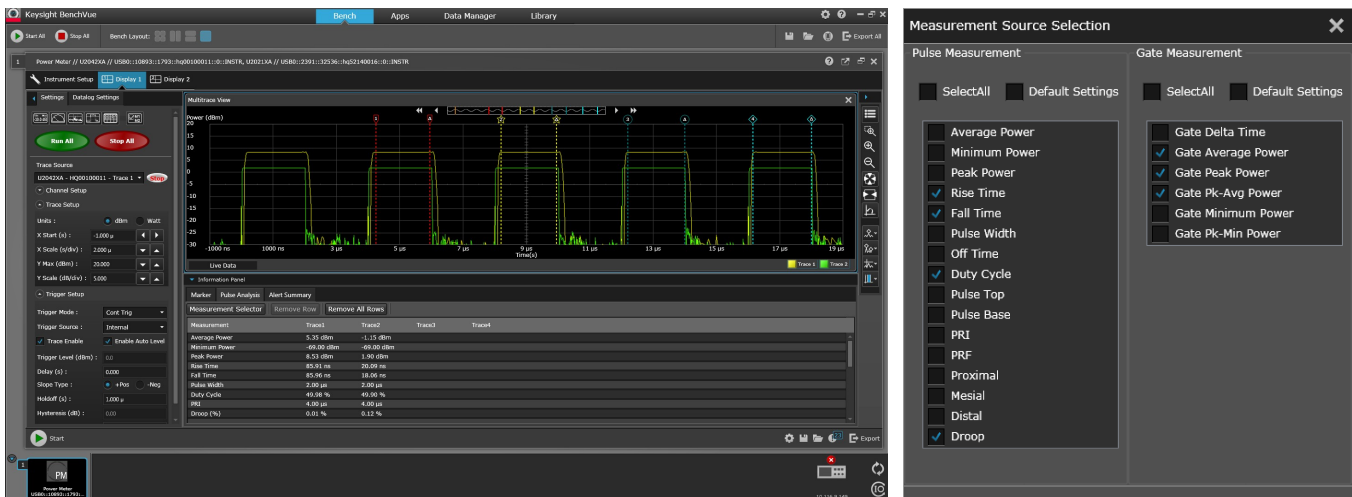 Keysight BenchVue
Bench Apps Data Manager Library
Start All Stop All Bench Layout: Export All
1 Power Meter // U2042XA // USB0::10893::1793::hq00100011::0::INSTR, U2021XA // USB0::2391::32536::hq52140016::0::INSTR
Instrument Setup Display 1 Display 2
Settings Datalog Settings
Run All Stop All
Trace Source
U2042XA - HQ00100011 - Trace 1 Stop
Channel Setup
Trace Setup
Units : dBm Watt
X Start (s) : -1.000 µ
X Scale (s/div) : 2.000 µ
Y Max (dBm) : 20.000
Y Scale (dB/div) : 5.000
Trigger Setup
Trigger Mode : Cont Trig
Trigger Source : Internal
Trace Enable Enable Auto Level
Trigger Level (dBm) : 0.0
Delay (s) : 0.000
Slope Type : +Pos -Neg
Holdoff (s) : 1.000 µ
Hysteresis (dB) : 0.00
Multitrace View
Power (dBm)
20
15
10
5
0
-5
-10
-15
-20
-25
-30
-1000 ns 1000 ns 3 µs 5 µs 7 µs 9 µs 11 µs 13 µs 15 µs 17 µs 19 µs
Time(s)
Live Data Trace 1 Trace 2
Information Panel
Marker Pulse Analysis Alert Summary
Measurement Selector Remove Row Remove All Rows
Measurement Trace1 Trace2 Trace3 Trace4
Average Power 5.35 dBm -1.15 dBm
Minimum Power -69.00 dBm -69.00 dBm
Peak Power 8.53 dBm 1.90 dBm
Rise Time 85.91 ns 20.09 ns
Fall Time 85.96 ns 18.06 ns
Pulse Width 2.00 µs 2.00 µs
Duty Cycle 49.98 % 49.90 %
PRI 4.00 µs 4.00 µs
Droop (%) 0.01 % 0.12 %
Start Export
1
PM
Power Meter
USB0::10893::1793:...
Measurement Source Selection
Pulse Measurement
SelectAll Default Settings
Average Power
Minimum Power
Peak Power
Rise Time
Fall Time
Pulse Width
Off Time
Duty Cycle
Pulse Top
Pulse Base
PRI
PRF
Proximal
Mesial
Distal
Droop
Gate Measurement
SelectAll Default Settings
Gate Delta Time
Gate Average Power
Gate Peak Power
Gate Pk-Avg Power
Gate Minimum Power
Gate Pk-Min Power